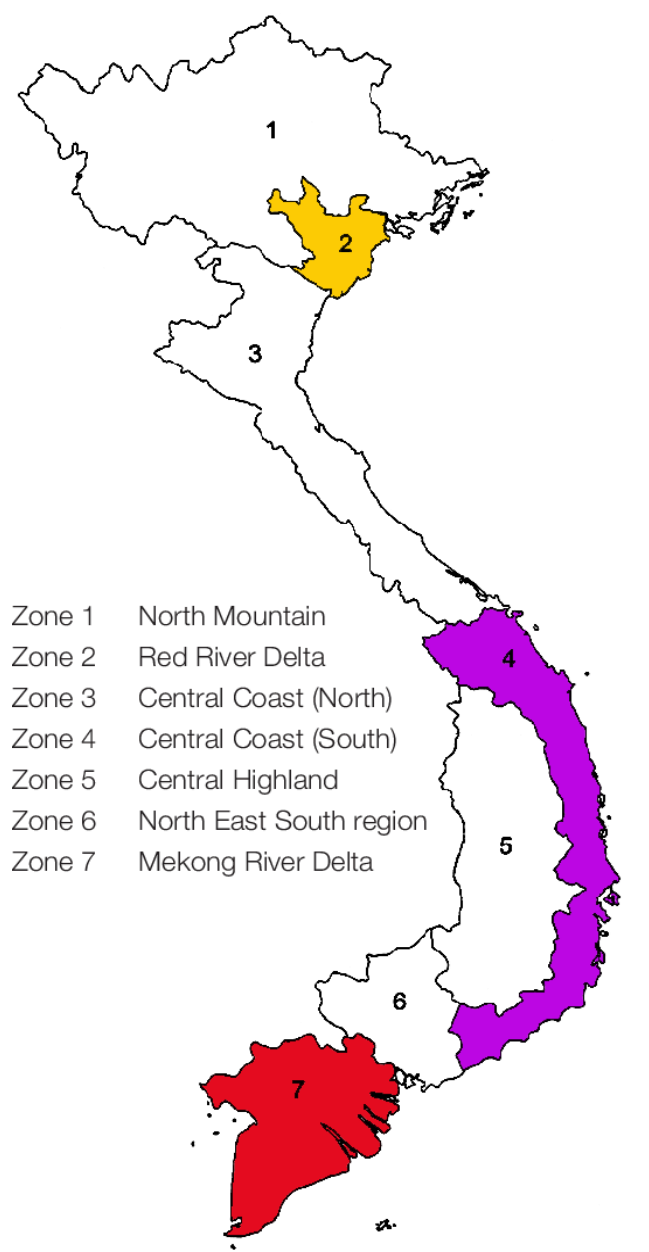 1
2
3
Zone 1 North Mountain
Zone 2 Red River Delta
Zone 3 Central Coast (North)
Zone 4 Central Coast (South)
Zone 5 Central Highland
Zone 6 North East South region
Zone 7 Mekong River Delta
4
5
6
7